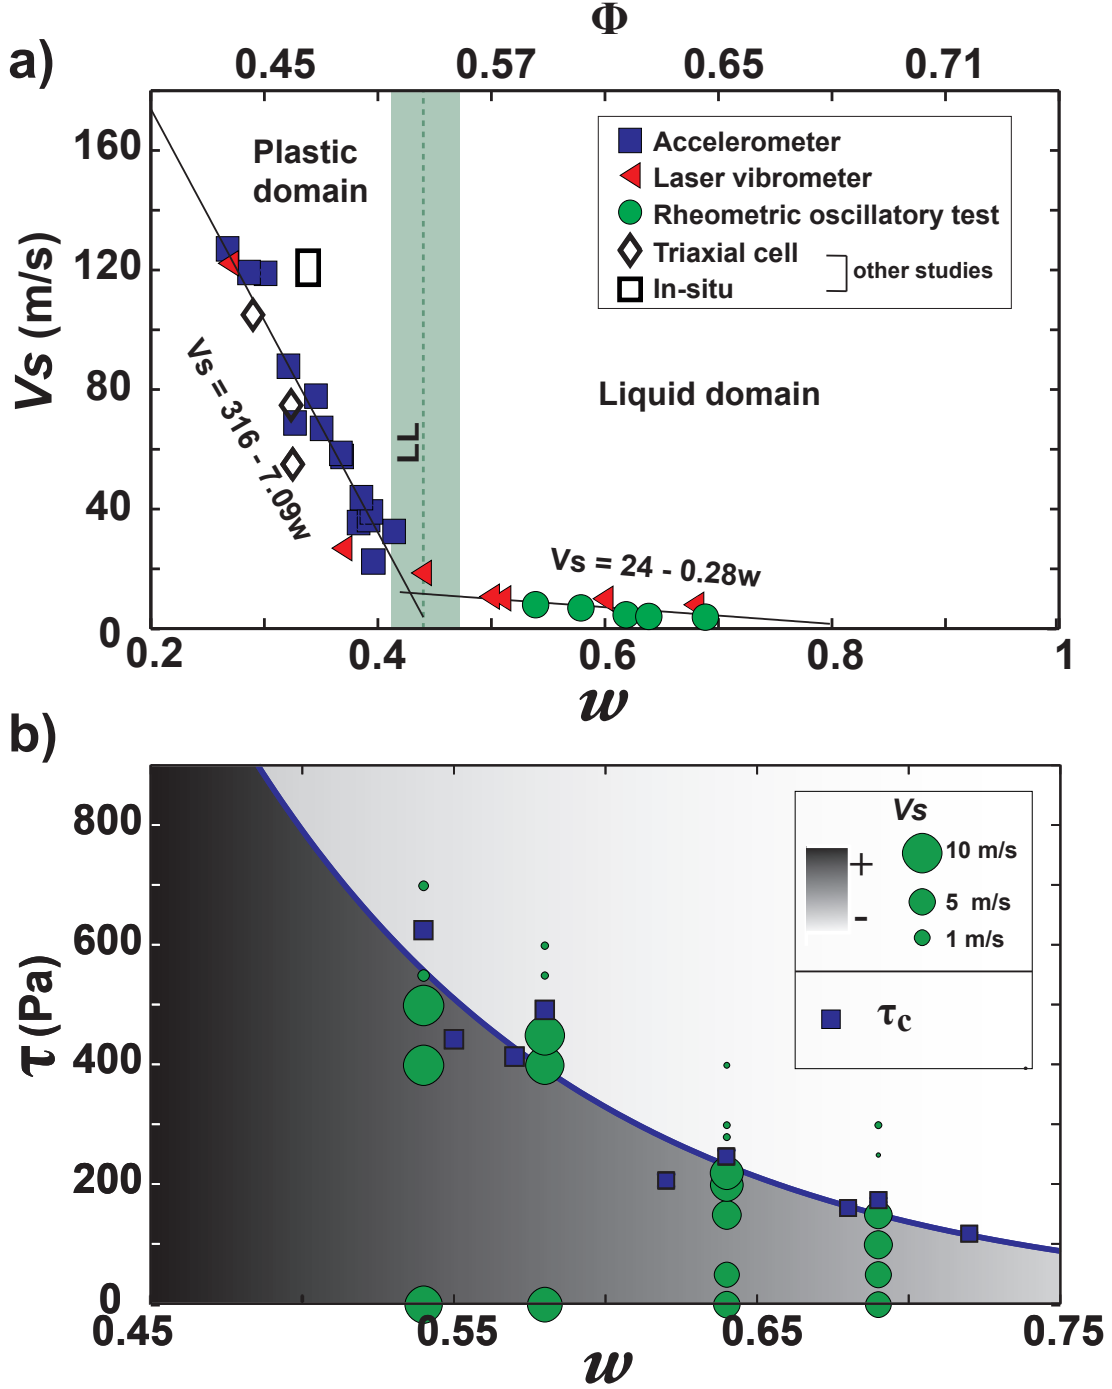 Φ
a)
0.45 0.57 0.65 0.71
160
120
80
40
0
Vs (m/s)
Plastic
domain
Accelerometer
Laser vibrometer
Rheometric oscillatory test
Triaxial cell
In-situ
other studies
Liquid domain
LL
Vs = 316 - 7.09w
Vs = 24 - 0.28w
0.2 0.4 0.6 0.8 1
w
b)
800
600
400
200
0
τ (Pa)
Vs
+
-
10 m/s
5 m/s
1 m/s
τc
0.45 0.55 0.65 0.75
w